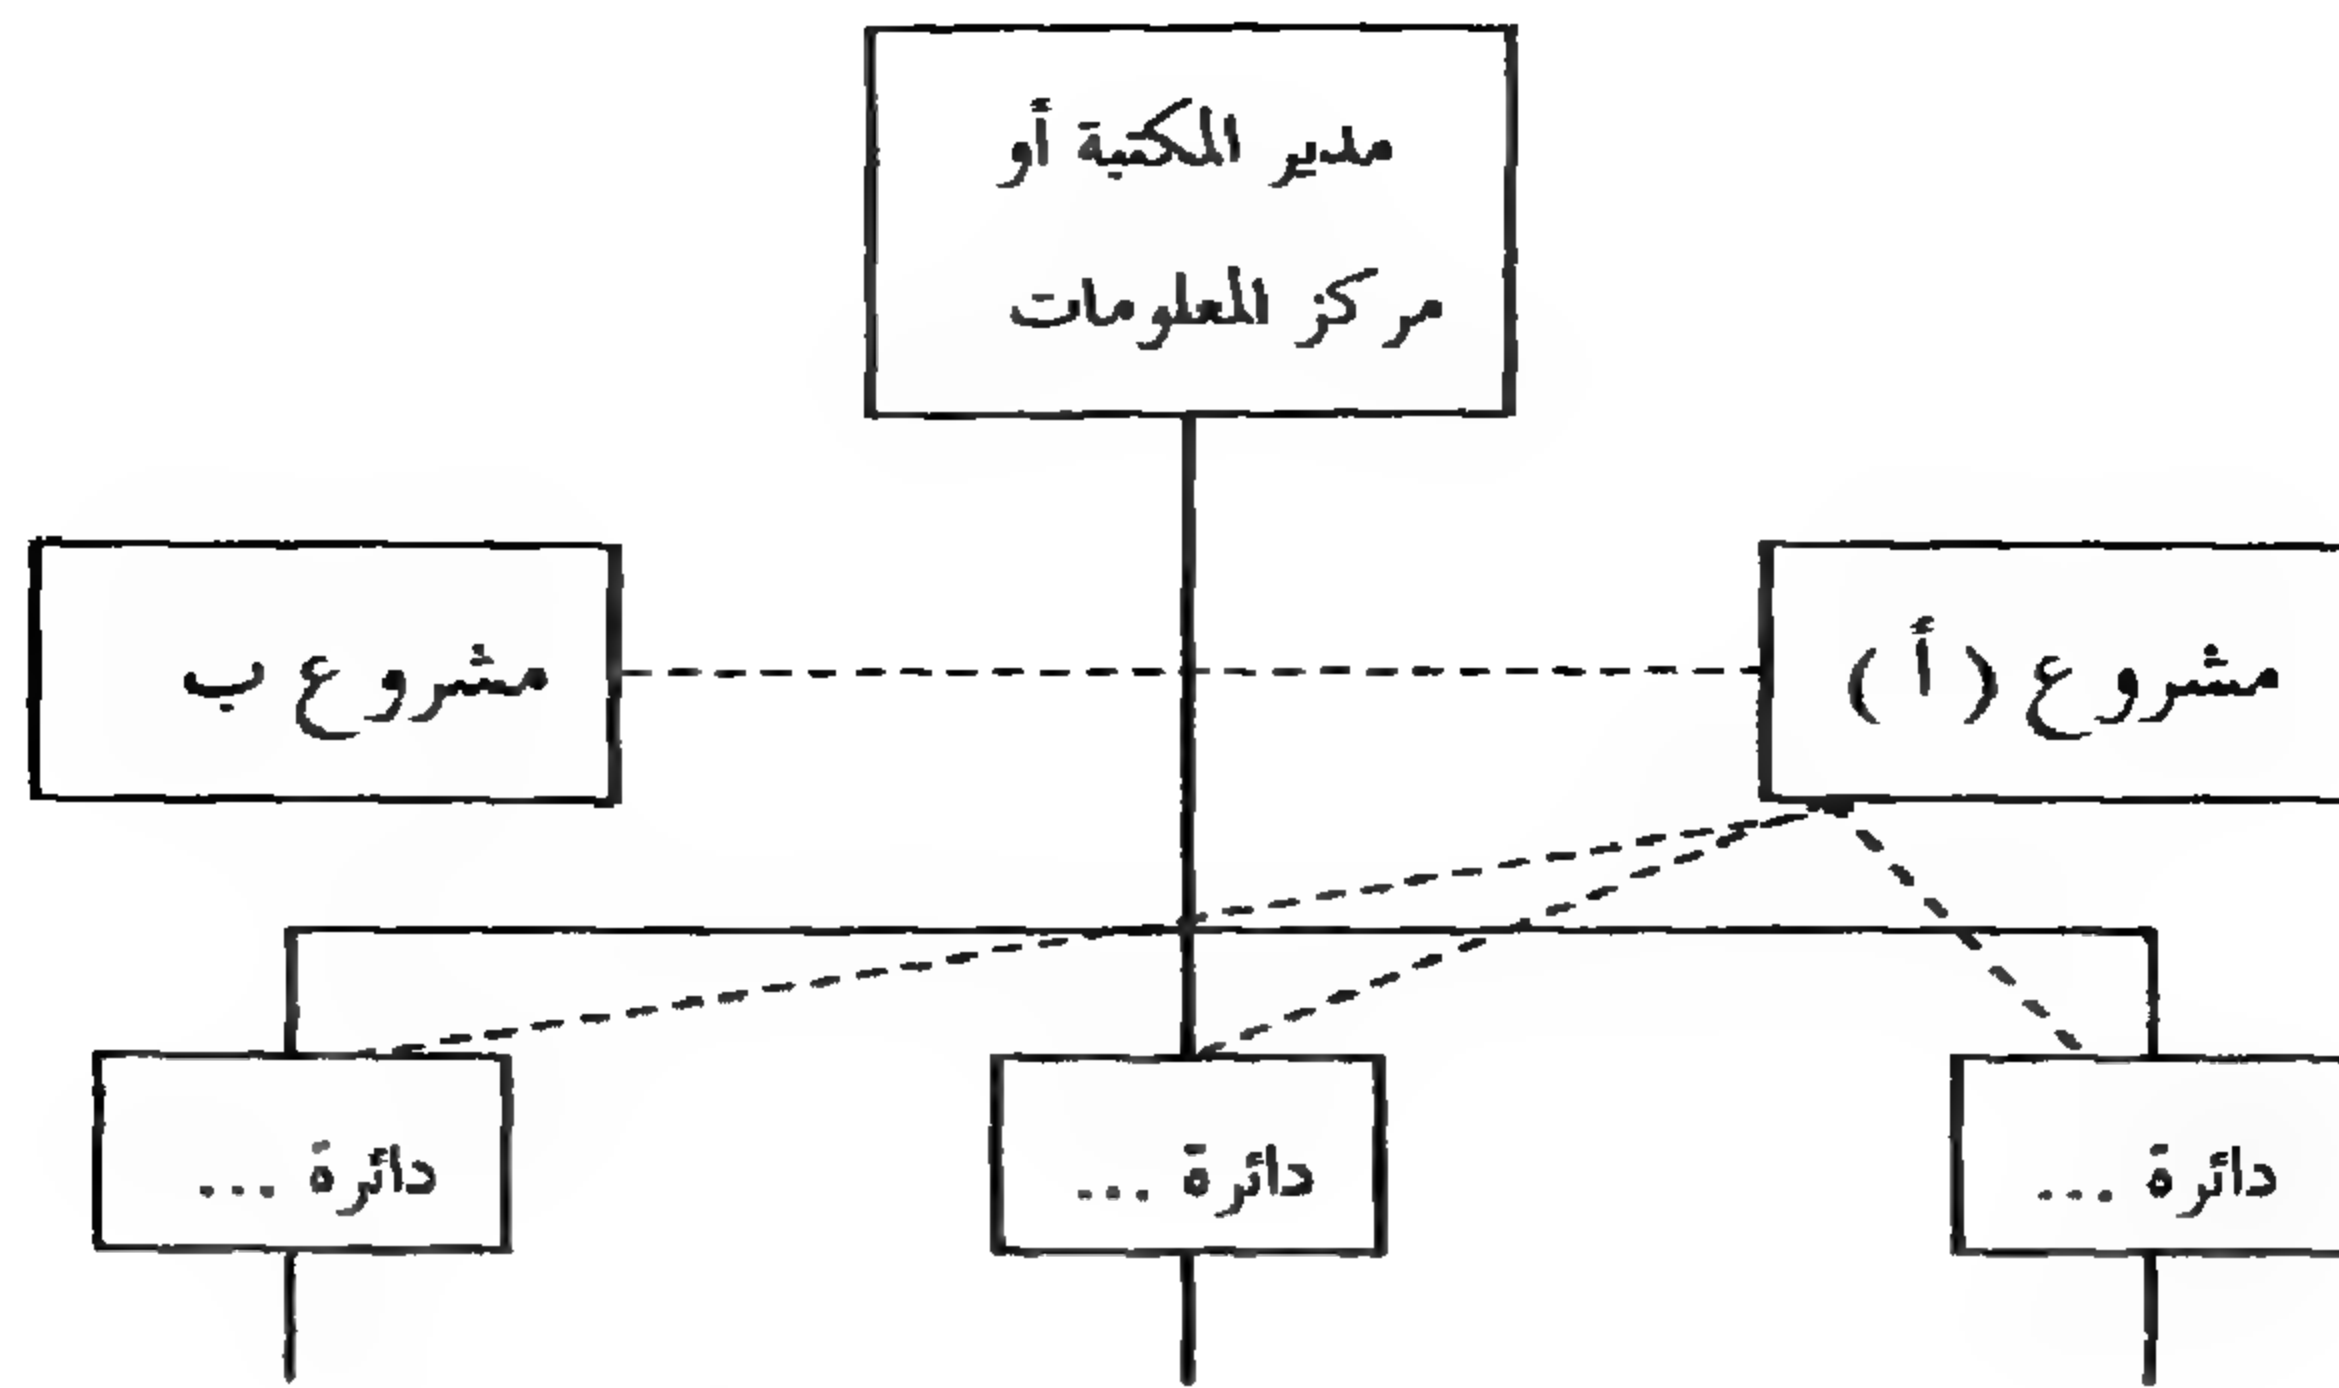 مدير المكتبة أو
مركز المعلومات
مشروع ( أ )
مشروع ب
دائرة ...
دائرة ...
دائرة ...